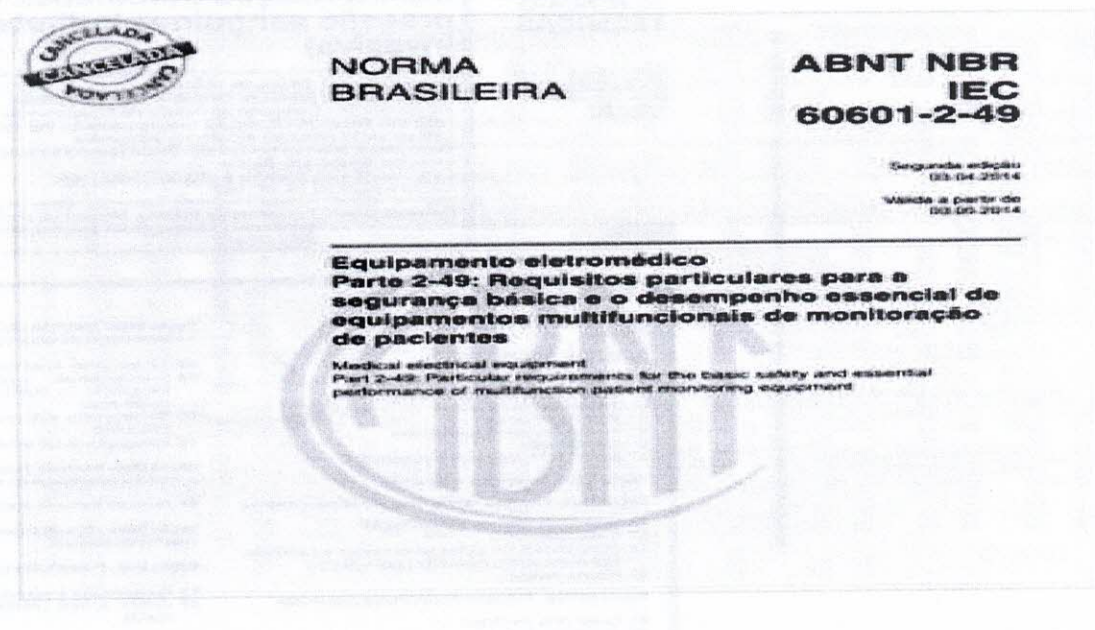 CANCELADA
CANCELADA
CANCELADA
NORMA
BRASILEIRA
ABNT NBR
IEC
60601-2-49
Segunda edição
03.04.2014
Válida a partir de
03.05.2014
Equipamento eletromédico
Parte 2-49: Requisitos particulares para a
segurança básica e o desempenho essencial de
equipamentos multifuncionais de monitoração
de pacientes
Medical electrical equipment
Part 2-49: Particular requirements for the basic safety and essential
performance of multifunction patient monitoring equipment
ABNT